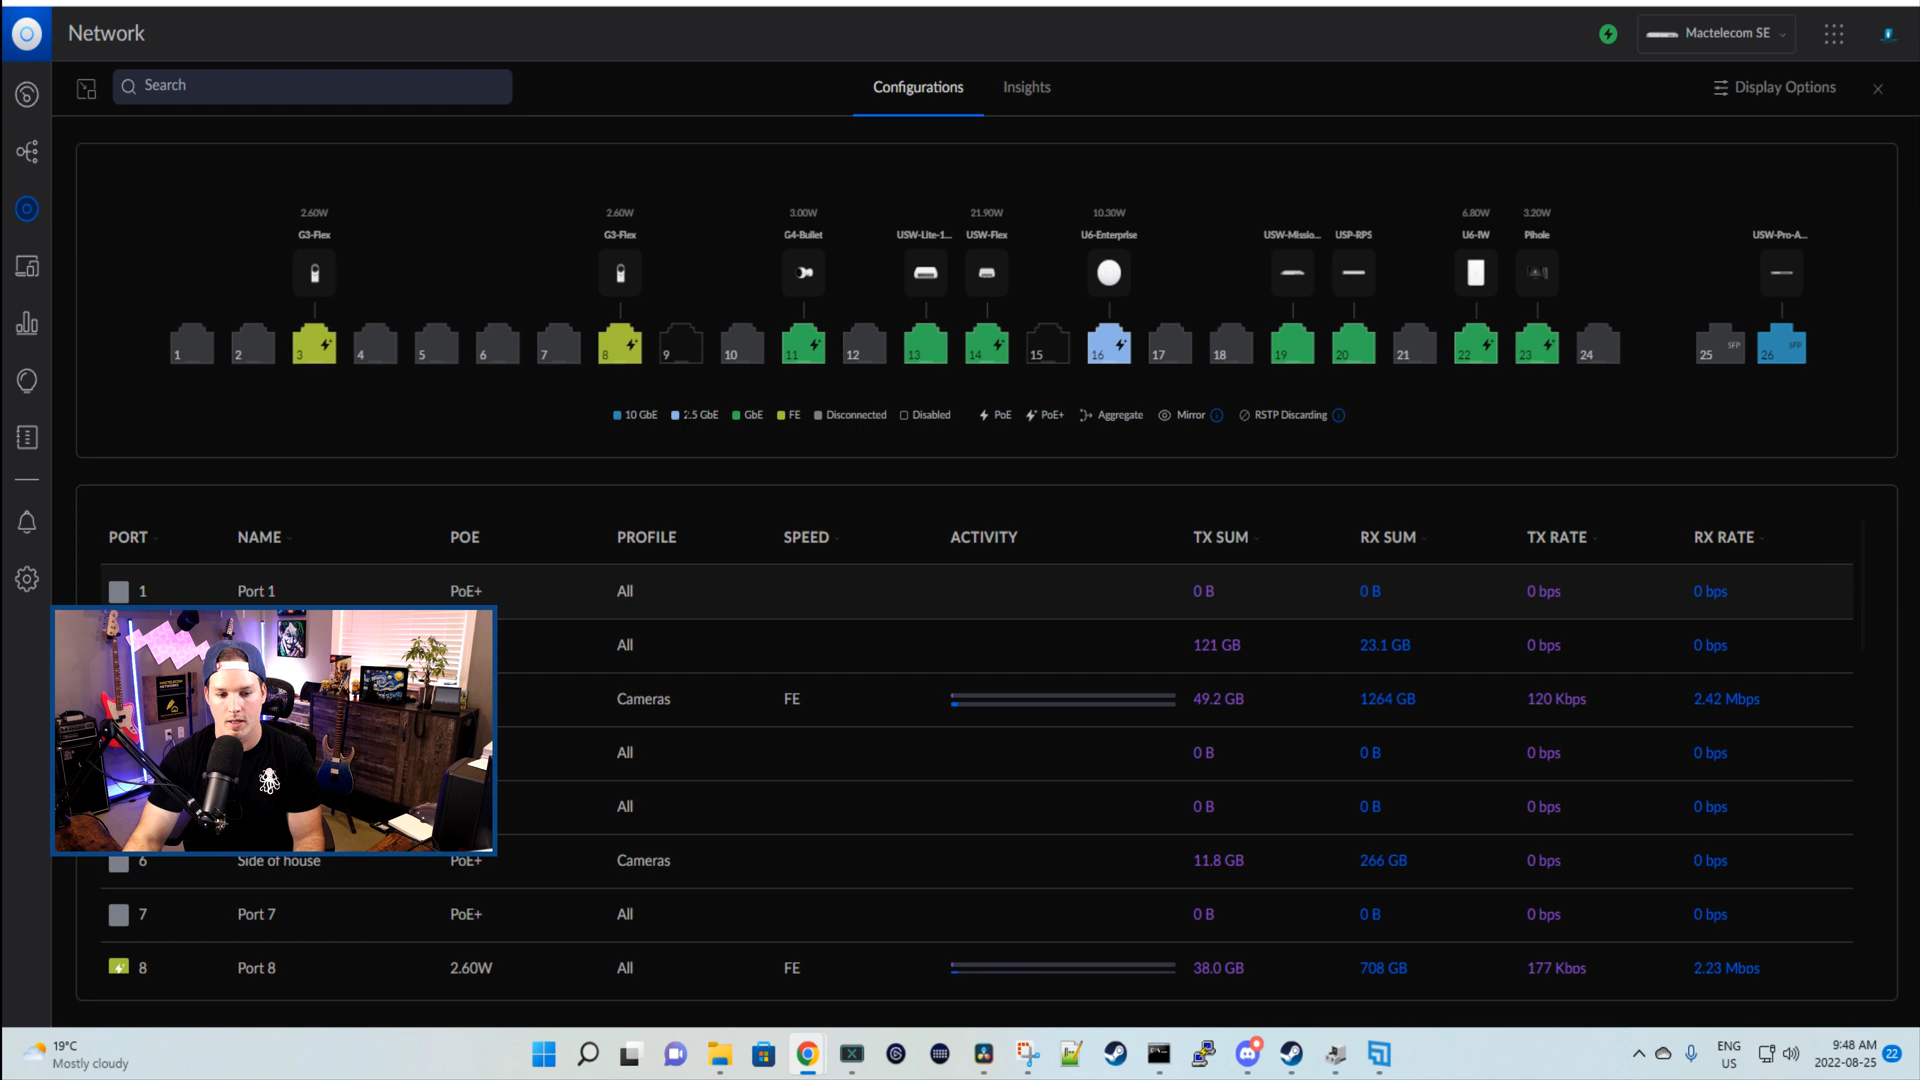 Network
Mactelecom SE
Search
Configurations
Insights
Display Options
2.60W
2.60W
3.00W
21.90W
10.30W
6.80W
3.20W
G3-Flex
G3-Flex
G4-Bullet
USW-Lite-1...
USW-Flex
U6-Enterprise
USW-Missio...
USP-RPS
U6-IW
Pihole
USW-Pro-A...
1
2
3
4
5
6
7
8
9
10
11
12
13
14
15
16
17
18
19
20
21
22
23
24
25 SFP
26 SFP
10 GbE
2.5 GbE
GbE
FE
Disconnected
Disabled
PoE
PoE+
Aggregate
Mirror
RSTP Discarding
PORT NAME POE PROFILE SPEED ACTIVITY TX SUM RX SUM TX RATE RX RATE
1 Port 1 PoE+ All 0 B 0 B 0 bps 0 bps
All 121 GB 23.1 GB 0 bps 0 bps
Cameras FE 49.2 GB 1264 GB 120 Kbps 2.42 Mbps
All 0 B 0 B 0 bps 0 bps
All 0 B 0 B 0 bps 0 bps
6 Side of house PoE+ Cameras 11.8 GB 266 GB 0 bps 0 bps
7 Port 7 PoE+ All 0 B 0 B 0 bps 0 bps
8 Port 8 2.60W All FE 38.0 GB 708 GB 177 Kbps 2.23 Mbps
19°C
Mostly cloudy
ENG
US
9:48 AM
2022-08-25
22